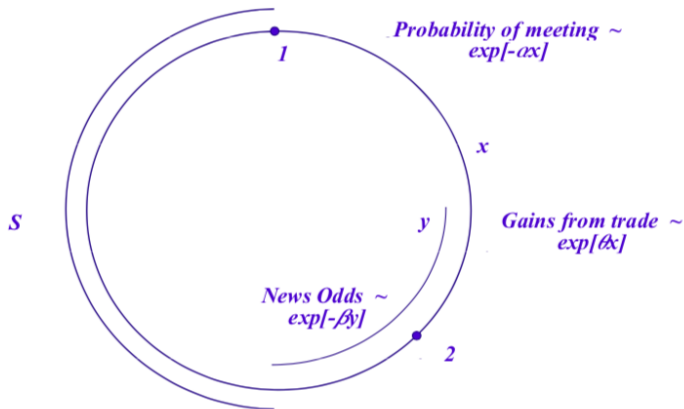 Probability of meeting ~
exp[-αx]
1
x
S
y
Gains from trade ~
exp[θx]
News Odds ~
exp[-βy]
2